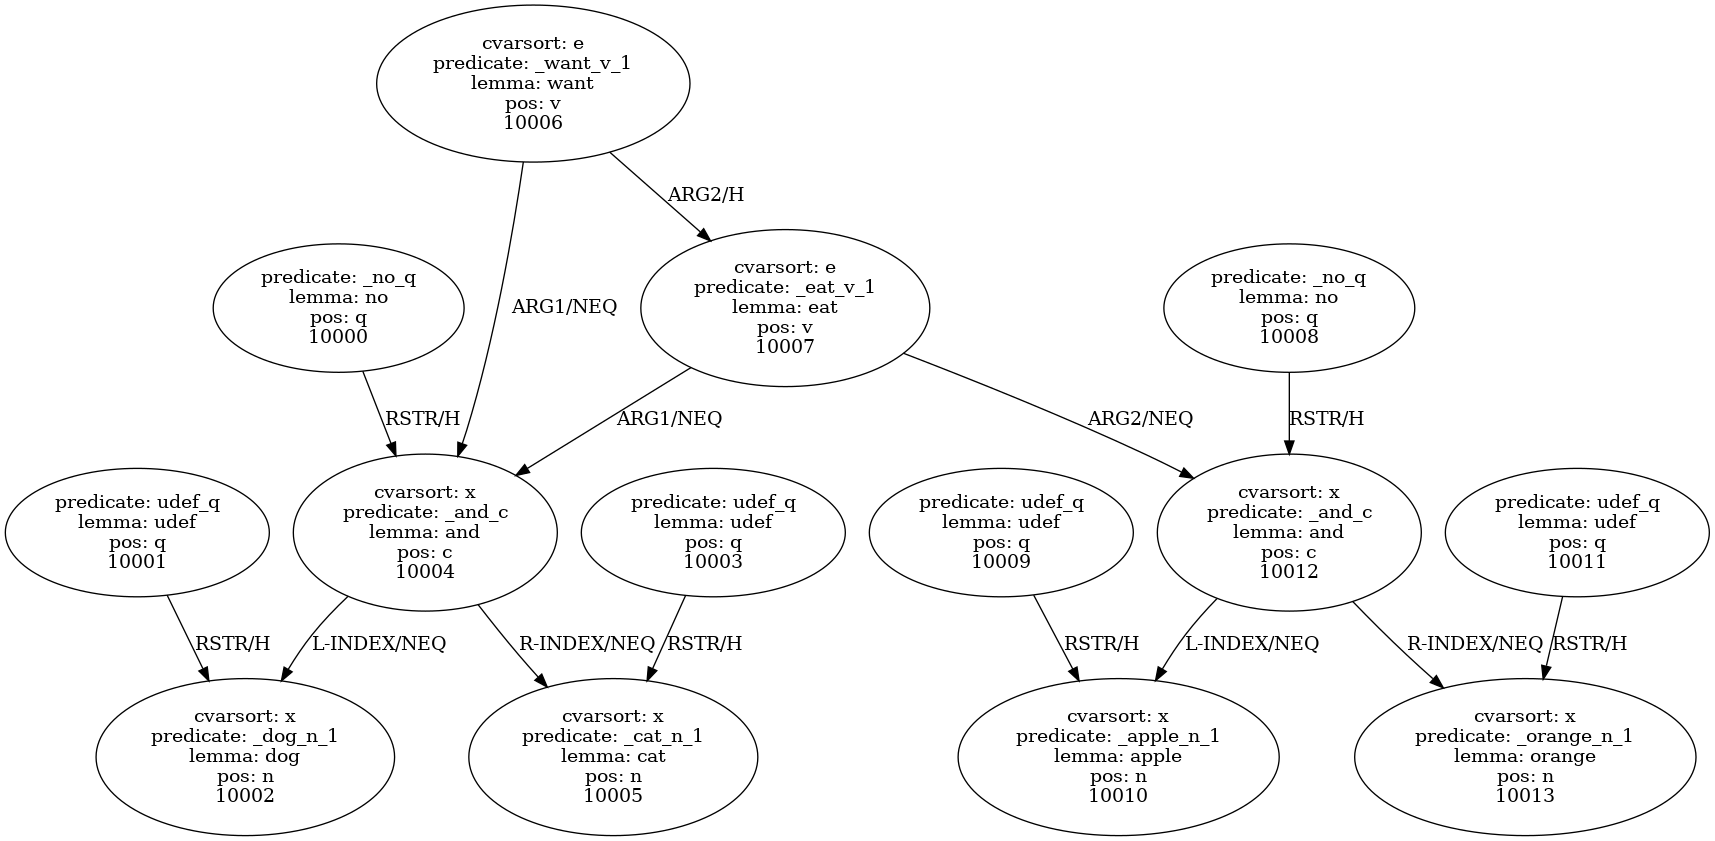 cvarsort: e
predicate: _want_v_1
lemma: want
pos: v
10006
ARG2/H
ARG1/NEQ
predicate: _no_q
lemma: no
pos: q
10000
cvarsort: e
predicate: _eat_v_1
lemma: eat
pos: v
10007
predicate: _no_q
lemma: no
pos: q
10008
RSTR/H
ARG1/NEQ
ARG2/NEQ
RSTR/H
predicate: udef_q
lemma: udef
pos: q
10001
cvarsort: x
predicate: _and_c
lemma: and
pos: c
10004
predicate: udef_q
lemma: udef
pos: q
10003
predicate: udef_q
lemma: udef
pos: q
10009
cvarsort: x
predicate: _and_c
lemma: and
pos: c
10012
predicate: udef_q
lemma: udef
pos: q
10011
RSTR/H
L-INDEX/NEQ
R-INDEX/NEQ
RSTR/H
RSTR/H
L-INDEX/NEQ
R-INDEX/NEQ
RSTR/H
cvarsort: x
predicate: _dog_n_1
lemma: dog
pos: n
10002
cvarsort: x
predicate: _cat_n_1
lemma: cat
pos: n
10005
cvarsort: x
predicate: _apple_n_1
lemma: apple
pos: n
10010
cvarsort: x
predicate: _orange_n_1
lemma: orange
pos: n
10013